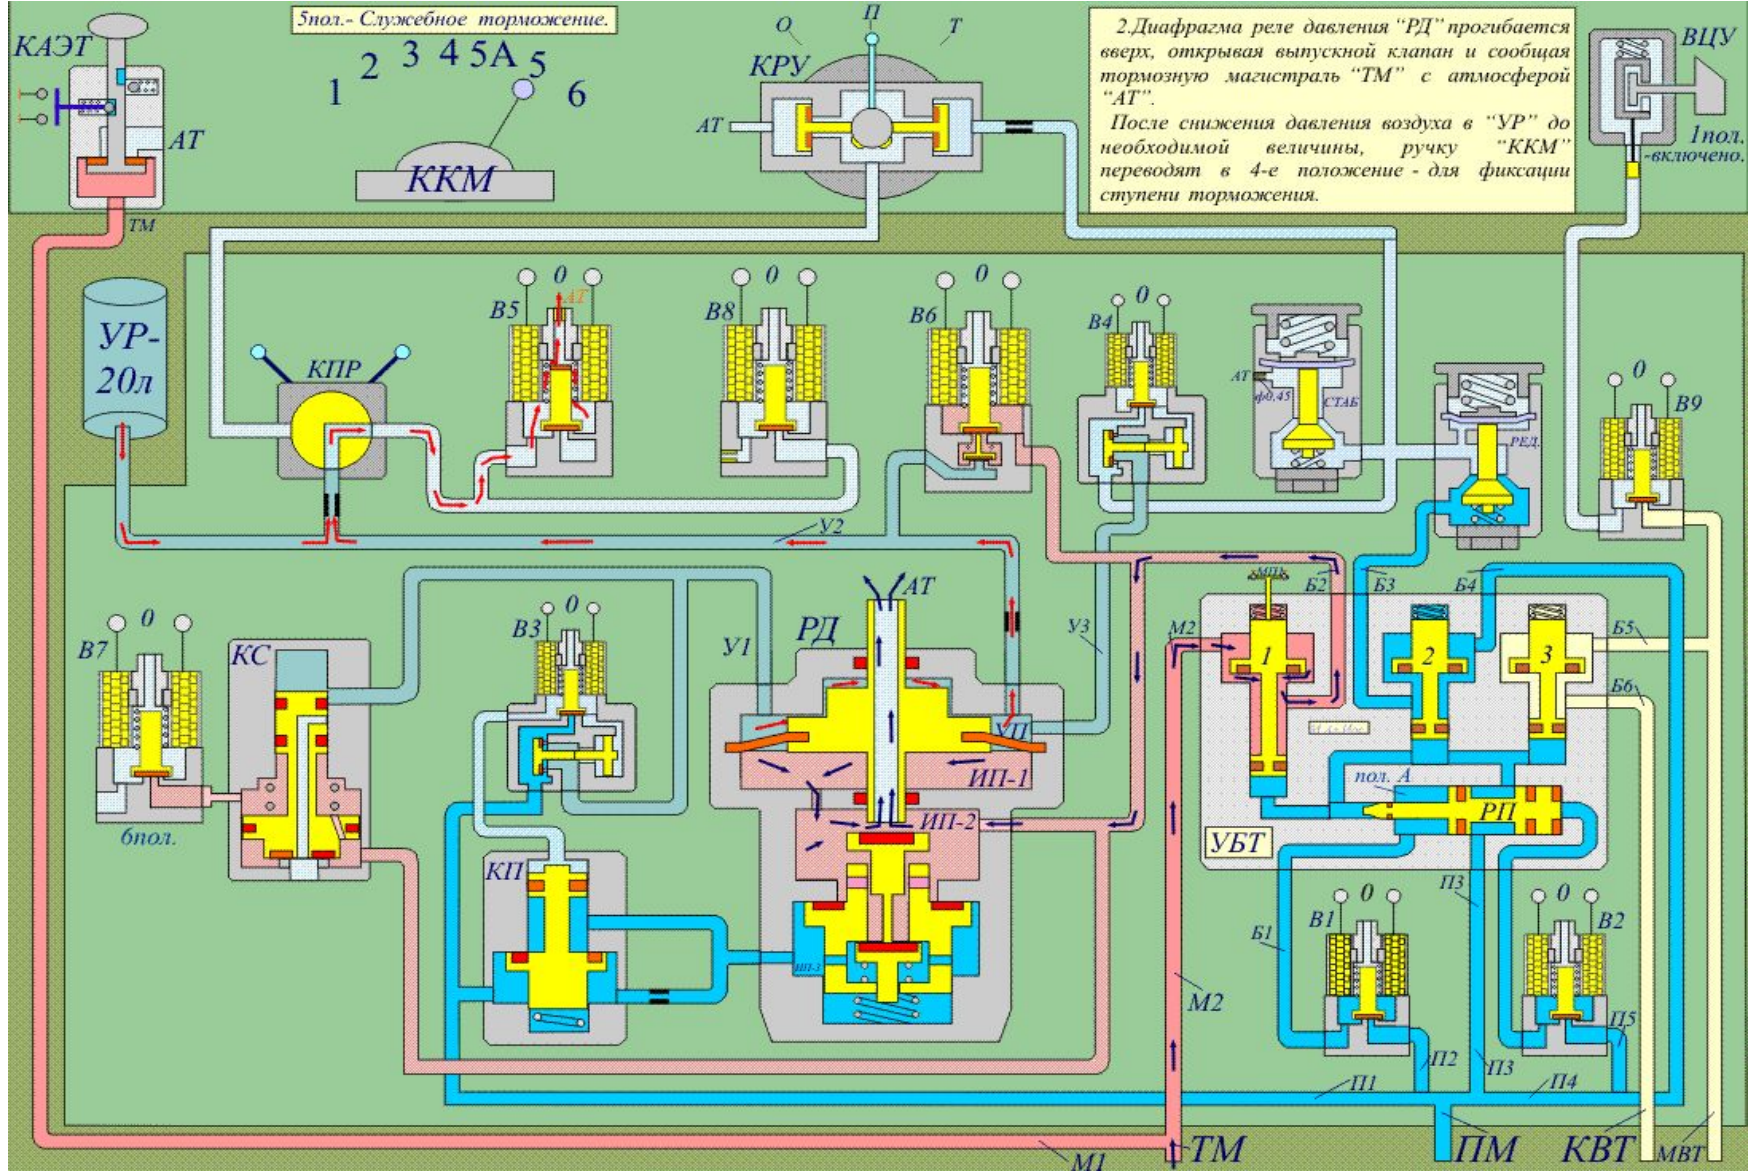 5пол.- Служебное торможение.
КАЭТ
1
2
3
4
5А
5
6
ККМ
АТ
ТМ
О
П
Т
КРУ
АТ
2.Диафрагма реле давления “РД” прогибается
вверх, открывая выпускной клапан и сообщая
тормозную магистраль “ТМ” с атмосферой
“АТ”.
После снижения давления воздуха в “УР” до
необходимой величины, ручку “ККМ”
переводят в 4-е положение - для фиксации
ступени торможения.
ВЦУ
1пол.
-включено.
УР-
20л
КПР
В5
0
АТ
В8
0
В6
0
В4
0
АТ
ф0,45
СТАБ
РЕД.
0
В9
У2
В7
0
6пол.
КС
В3
0
У1
РД
АТ
УП
ИП-1
ИП-2
ИП-3
У3
КП
М2
Б2
Б3
Б4
Б5
Б6
1
2
3
пол. А
РП
УБТ
Б1
В1
0
П3
0
В2
М2
П2
П3
П5
П1
П4
М1
ТМ
ПМ
КВТ
МВТ